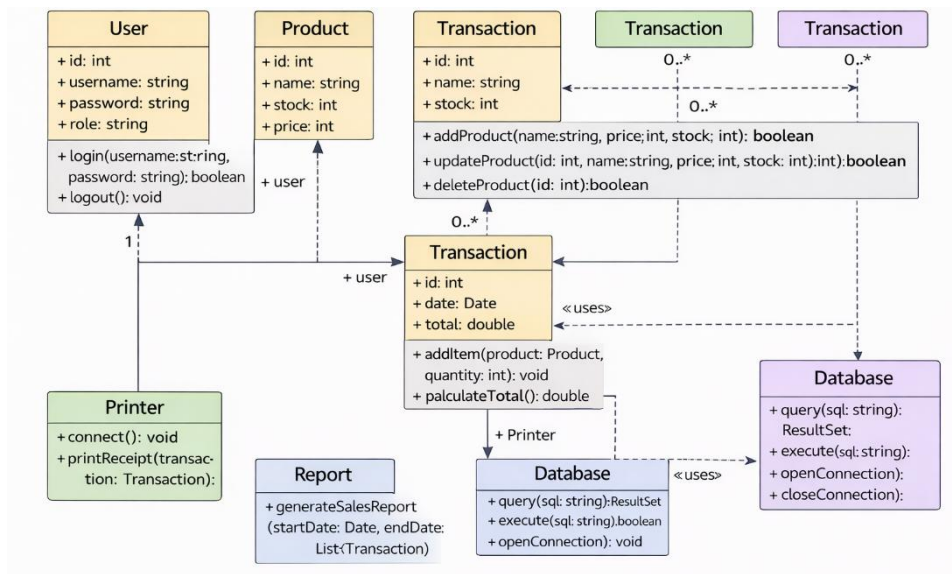 User
+ id: int
+ username: string
+ password: string
+ role: string
+ login(username:string,
password: string); boolean
+ logout(): void
Product
+ id: int
+ name: string
+ stock: int
+ price: int
Transaction
+ id: int
+ name: string
+ stock: int
+ addProduct(name:string, price; int, stock; int): boolean
+ updateProduct(id: int, name:string, price; int, stock: int):int):boolean
+ deleteProduct(id: int):boolean
Transaction
0..*
Transaction
0..*
0..*
+ user
1
0..*
+ user
Transaction
+ id: int
+ date: Date
+ total: double
+ addItem(product: Product,
quantity: int): void
+ palculateTotal(): double
«uses»
Printer
+ connect(): void
+ printReceipt(transac-
tion: Transaction):
+ Printer
Report
+ generateSalesReport
(startDate: Date, endDate:
List<Transaction)
Database
+ query(sql: string):ResultSet
+ execute(sql: string).boolean
+ openConnection): void
«uses»
Database
+ query(sql: string):
ResultSet:
+ execute(sql: string):
+ openConnection):
+ closeConnection):